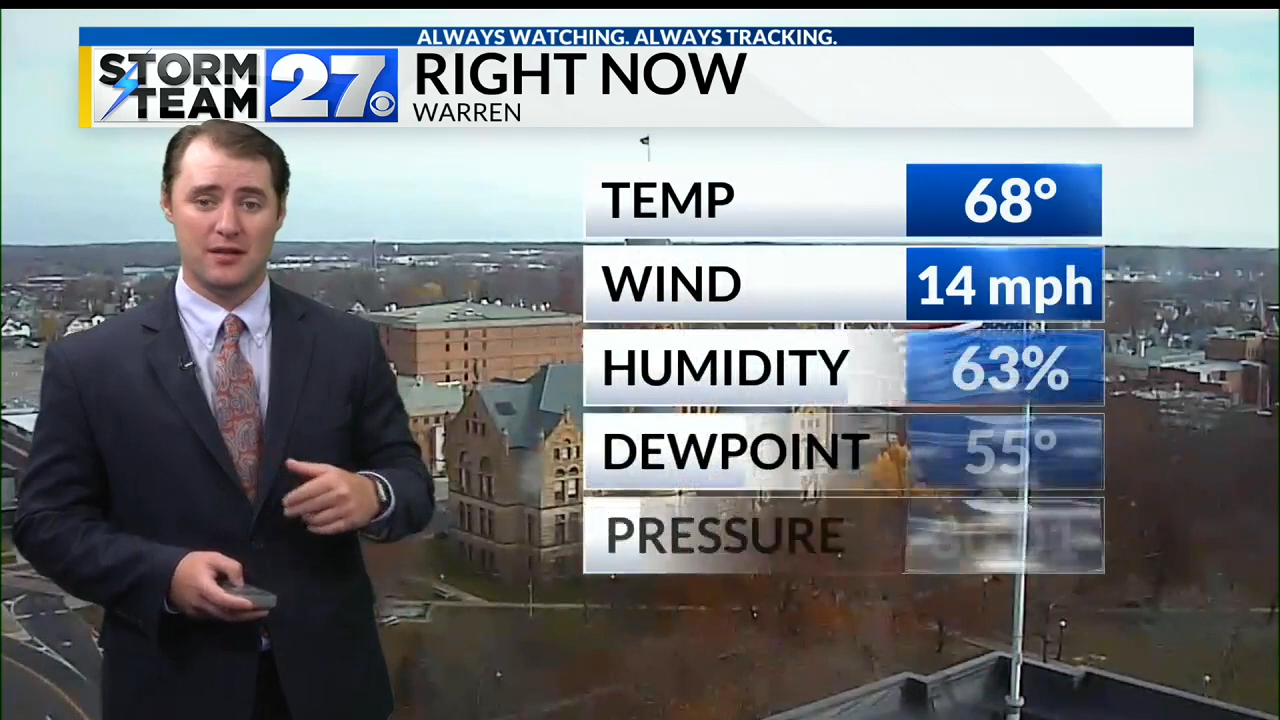 ALWAYS WATCHING. ALWAYS TRACKING.
STORM TEAM 27
RIGHT NOW
WARREN
TEMP 68°
WIND 14 mph
HUMIDITY 63%
DEWPOINT 55°
PRESSURE